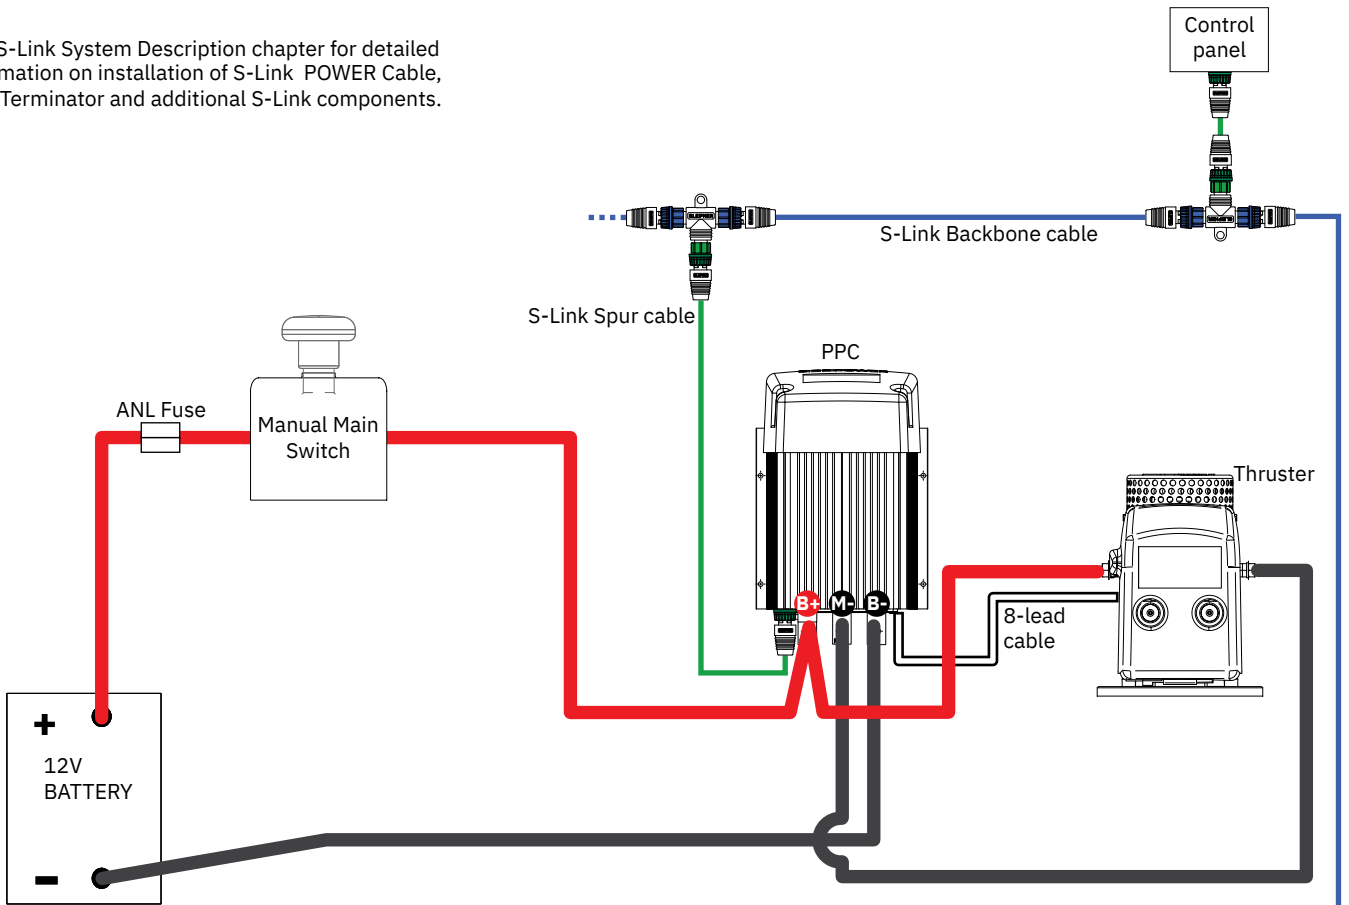 S-Link System Description chapter for detailed
mation on installation of S-Link POWER Cable,
Terminator and additional S-Link components.
Control
panel
S-Link Backbone cable
S-Link Spur cable
PPC
ANL Fuse
Manual Main
Switch
Thruster
B+
M-
B-
8-lead
cable
+
12V
BATTERY
-
SLEIPNER